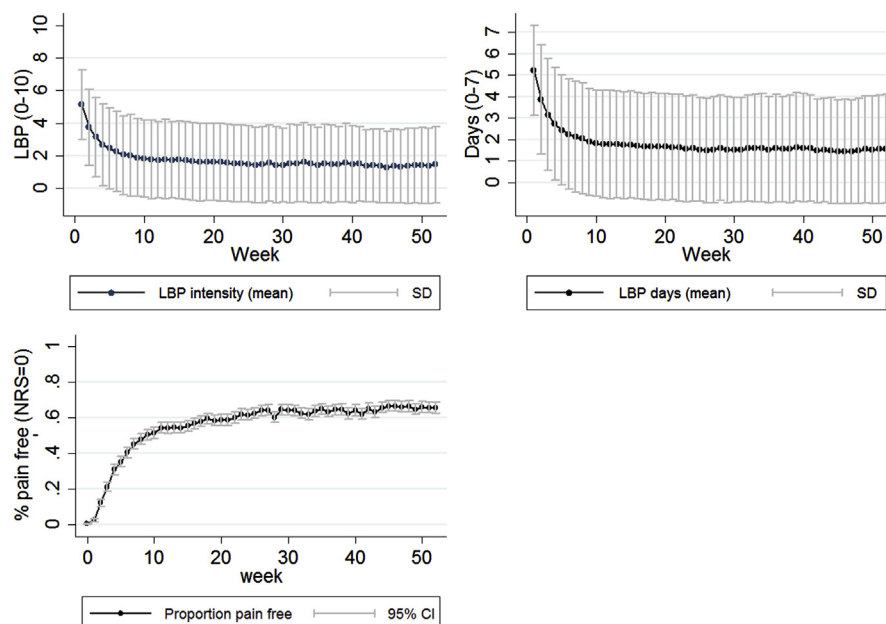 LBP (0-10)
10
8
6
4
2
0
0 10 20 30 40 50
Week
LBP intensity (mean) SD
Days (0-7)
7
6
5
4
3
2
1
0
0 10 20 30 40 50
Week
LBP days (mean) SD
% pain free (NRS=0)
1
.8
.6
.4
.2
0
0 10 20 30 40 50
week
Proportion pain free 95% CI